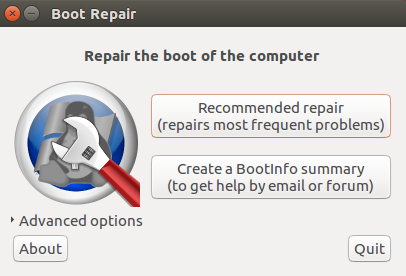 Boot Repair
Repair the boot of the computer
Recommended repair
(repairs most frequent problems)
Create a BootInfo summary
(to get help by email or forum)
Advanced options
About
Quit